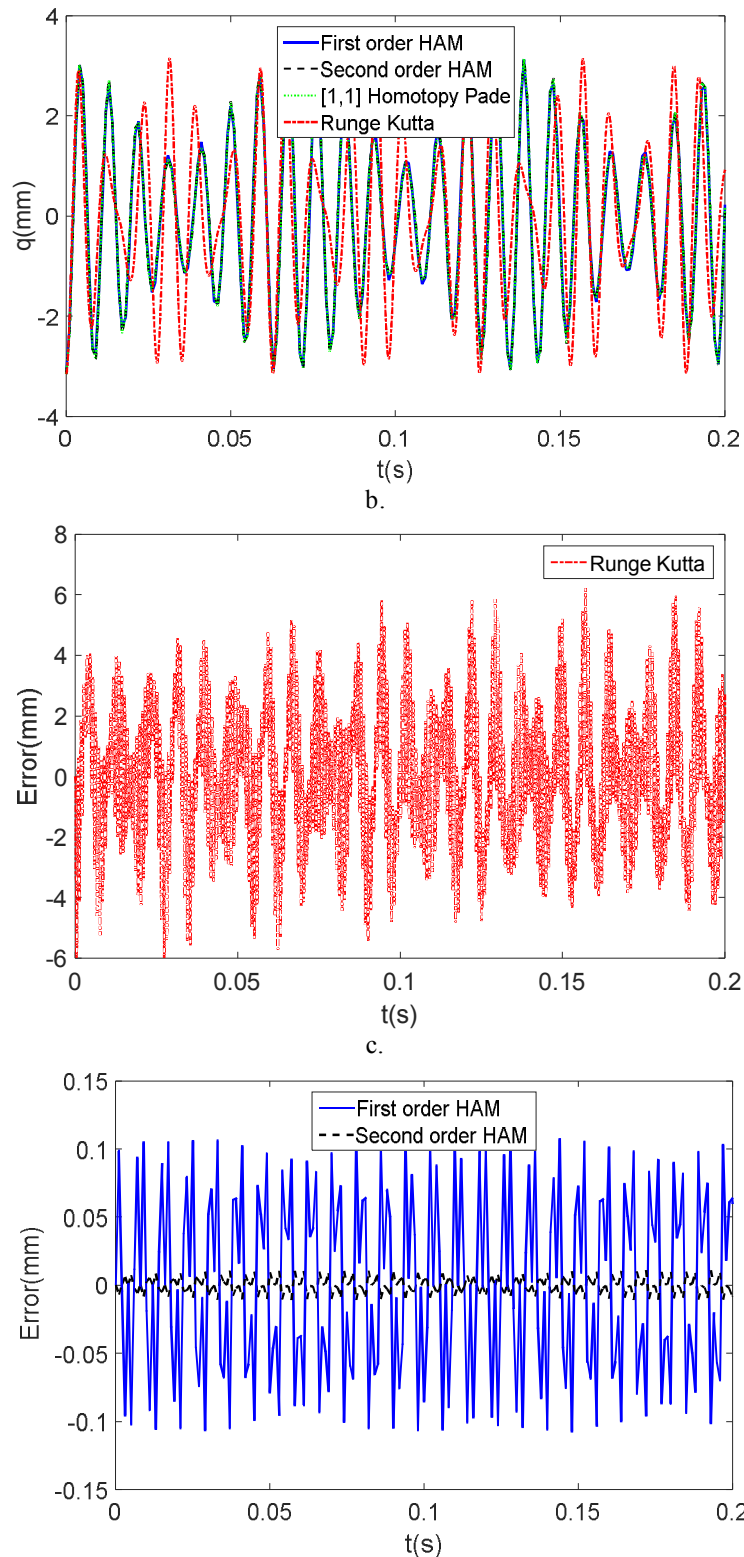 4
2
0
-2
-4
q(mm)
First order HAM
Second order HAM
[1,1] Homotopy Pade
Runge Kutta
0
0.05
0.1
0.15
0.2
t(s)
b.
8
6
4
2
0
-2
-4
-6
Error(mm)
Runge Kutta
0
0.05
0.1
0.15
0.2
t(s)
c.
0.15
0.1
0.05
0
-0.05
-0.1
-0.15
Error(mm)
First order HAM
Second order HAM
0
0.05
0.1
0.15
0.2
t(s)